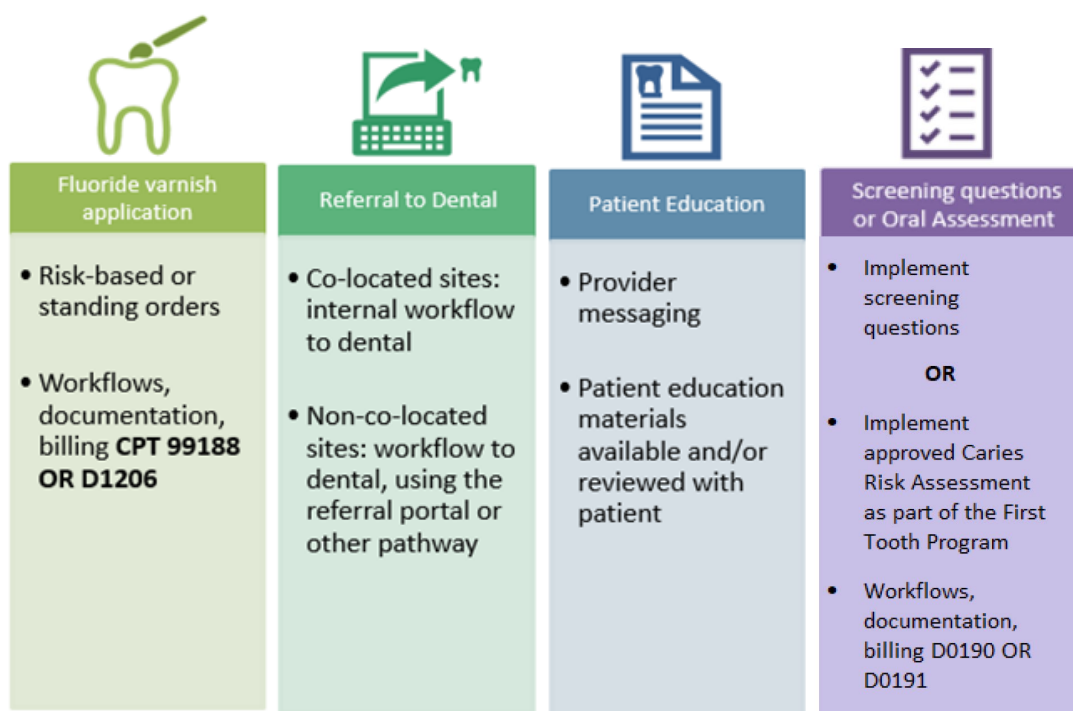 Fluoride varnish
application
• Risk-based or
standing orders
• Workflows,
documentation,
billing CPT 99188
OR D1206
Referral to Dental
• Co-located sites:
internal workflow
to dental
• Non-co-located
sites: workflow to
dental, using the
referral portal or
other pathway
Patient Education
• Provider
messaging
• Patient education
materials
available and/or
reviewed with
patient
Screening questions
or Oral Assessment
• Implement
screening
questions
OR
• Implement
approved Caries
Risk Assessment
as part of the First
Tooth Program
• Workflows,
documentation,
billing D0190 OR
D0191